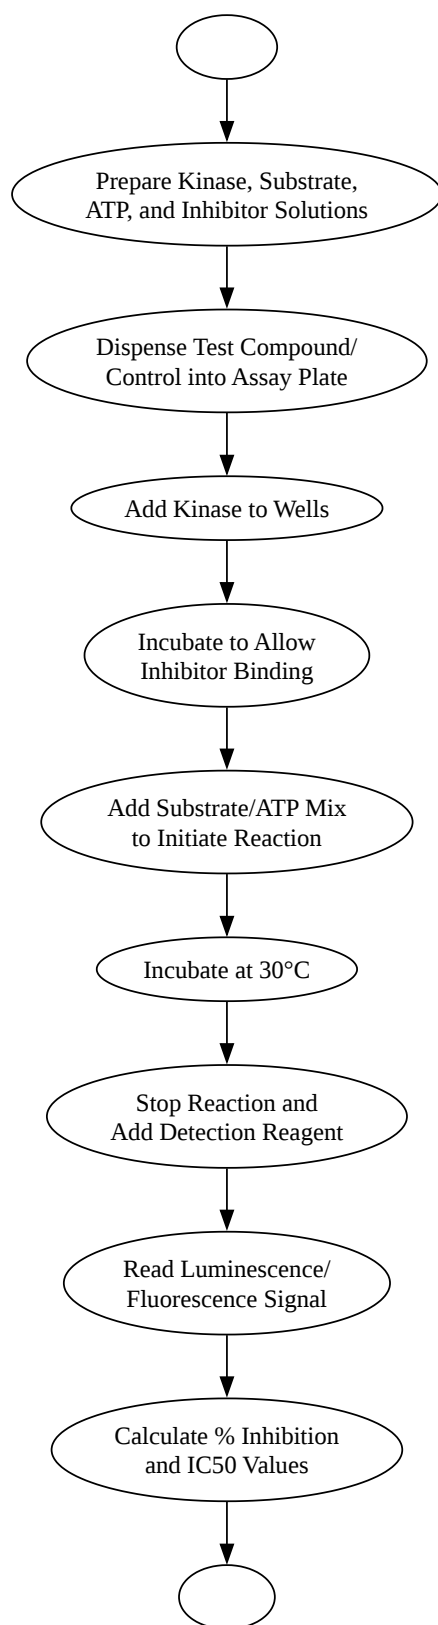 Prepare Kinase, Substrate,
ATP, and Inhibitor Solutions
Dispense Test Compound/
Control into Assay Plate
Add Kinase to Wells
Incubate to Allow
Inhibitor Binding
Add Substrate/ATP Mix
to Initiate Reaction
Incubate at 30°C
Stop Reaction and
Add Detection Reagent
Read Luminescence/
Fluorescence Signal
Calculate % Inhibition
and IC50 Values